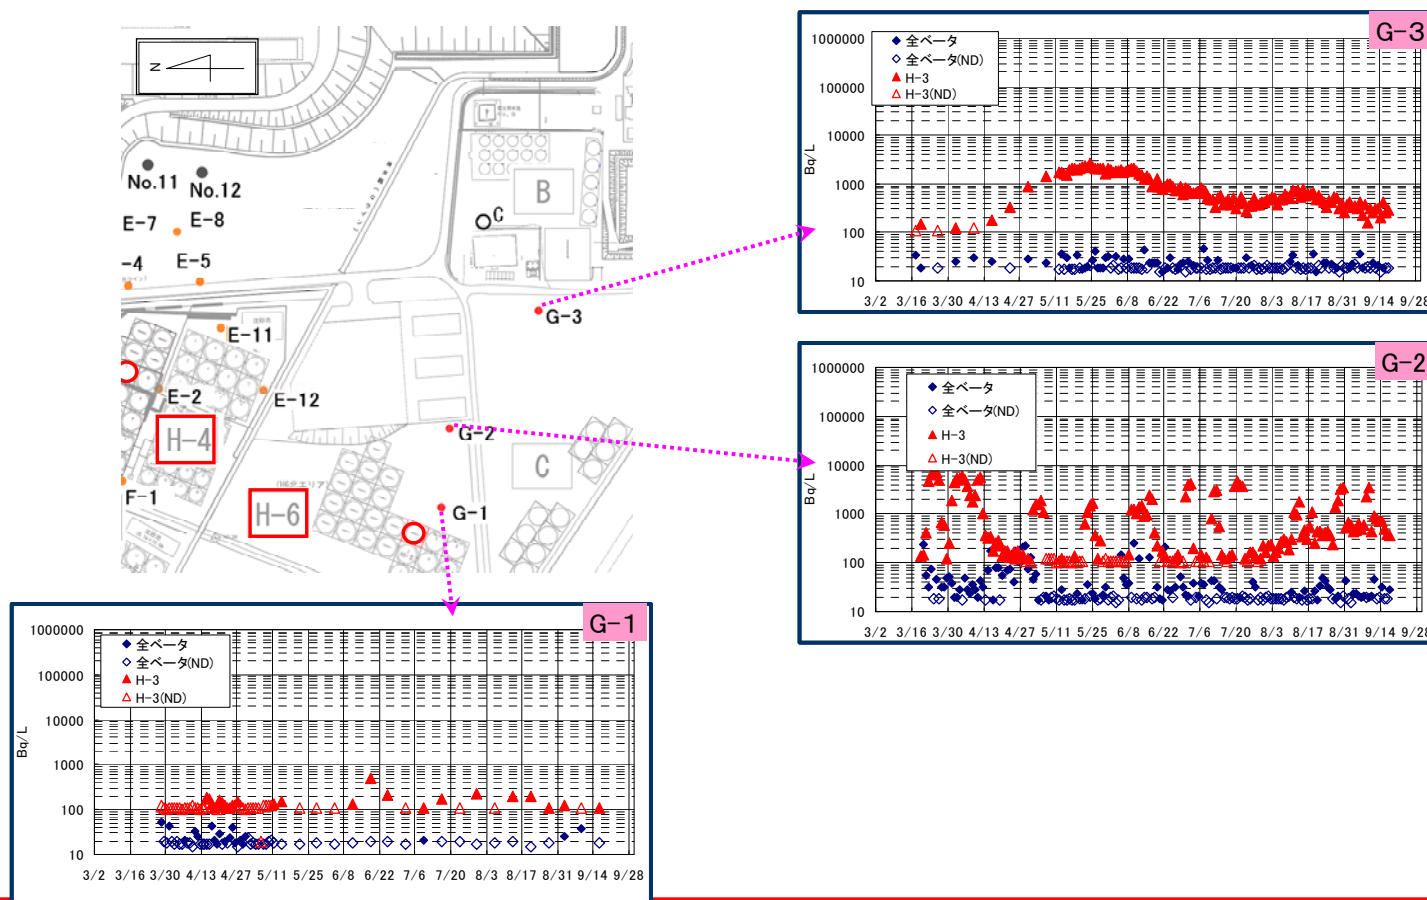 N
No.11
No.12
E-7
E-8
-4
E-5
B
C
G-3
E-11
E-2
E-12
H-4
G-2
C
F-1
H-6
G-1
G-3
全ベータ
全ベータ(ND)
H-3
H-3(ND)
Bq/L
1000000
100000
10000
1000
100
10
3/2 3/16 3/30 4/13 4/27 5/11 5/25 6/8 6/22 7/6 7/20 8/3 8/17 8/31 9/14 9/28
G-2
全ベータ
全ベータ(ND)
H-3
H-3(ND)
Bq/L
1000000
100000
10000
1000
100
10
3/2 3/16 3/30 4/13 4/27 5/11 5/25 6/8 6/22 7/6 7/20 8/3 8/17 8/31 9/14 9/28
G-1
全ベータ
全ベータ(ND)
H-3
H-3(ND)
Bq/L
1000000
100000
10000
1000
100
10
3/2 3/16 3/30 4/13 4/27 5/11 5/25 6/8 6/22 7/6 7/20 8/3 8/17 8/31 9/14 9/28